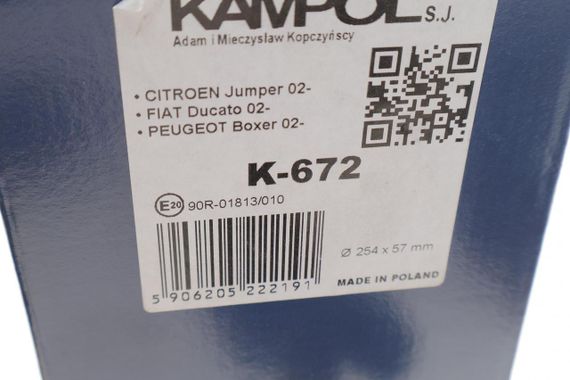 KAMPOL S.J.
Adam i Mieczysław Kopczyńscy
• CITROEN Jumper 02-
• FIAT Ducato 02-
• PEUGEOT Boxer 02-
K-672
E20 90R-01813/010
Ø 254 x 57 mm
5 906205 222191
MADE IN POLAND